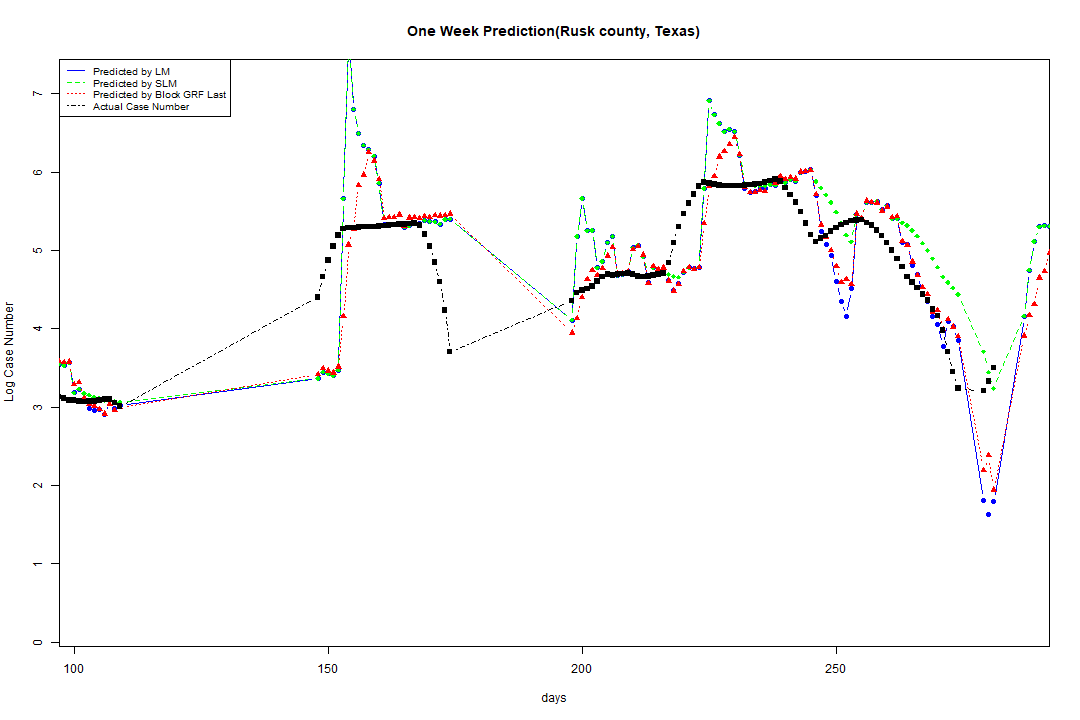 One Week Prediction(Rusk county, Texas)
Predicted by LM
Predicted by SLM
Predicted by Block GRF Last
Actual Case Number
7
6
5
4
3
2
1
0
Log Case Number
100 150 200 250
days